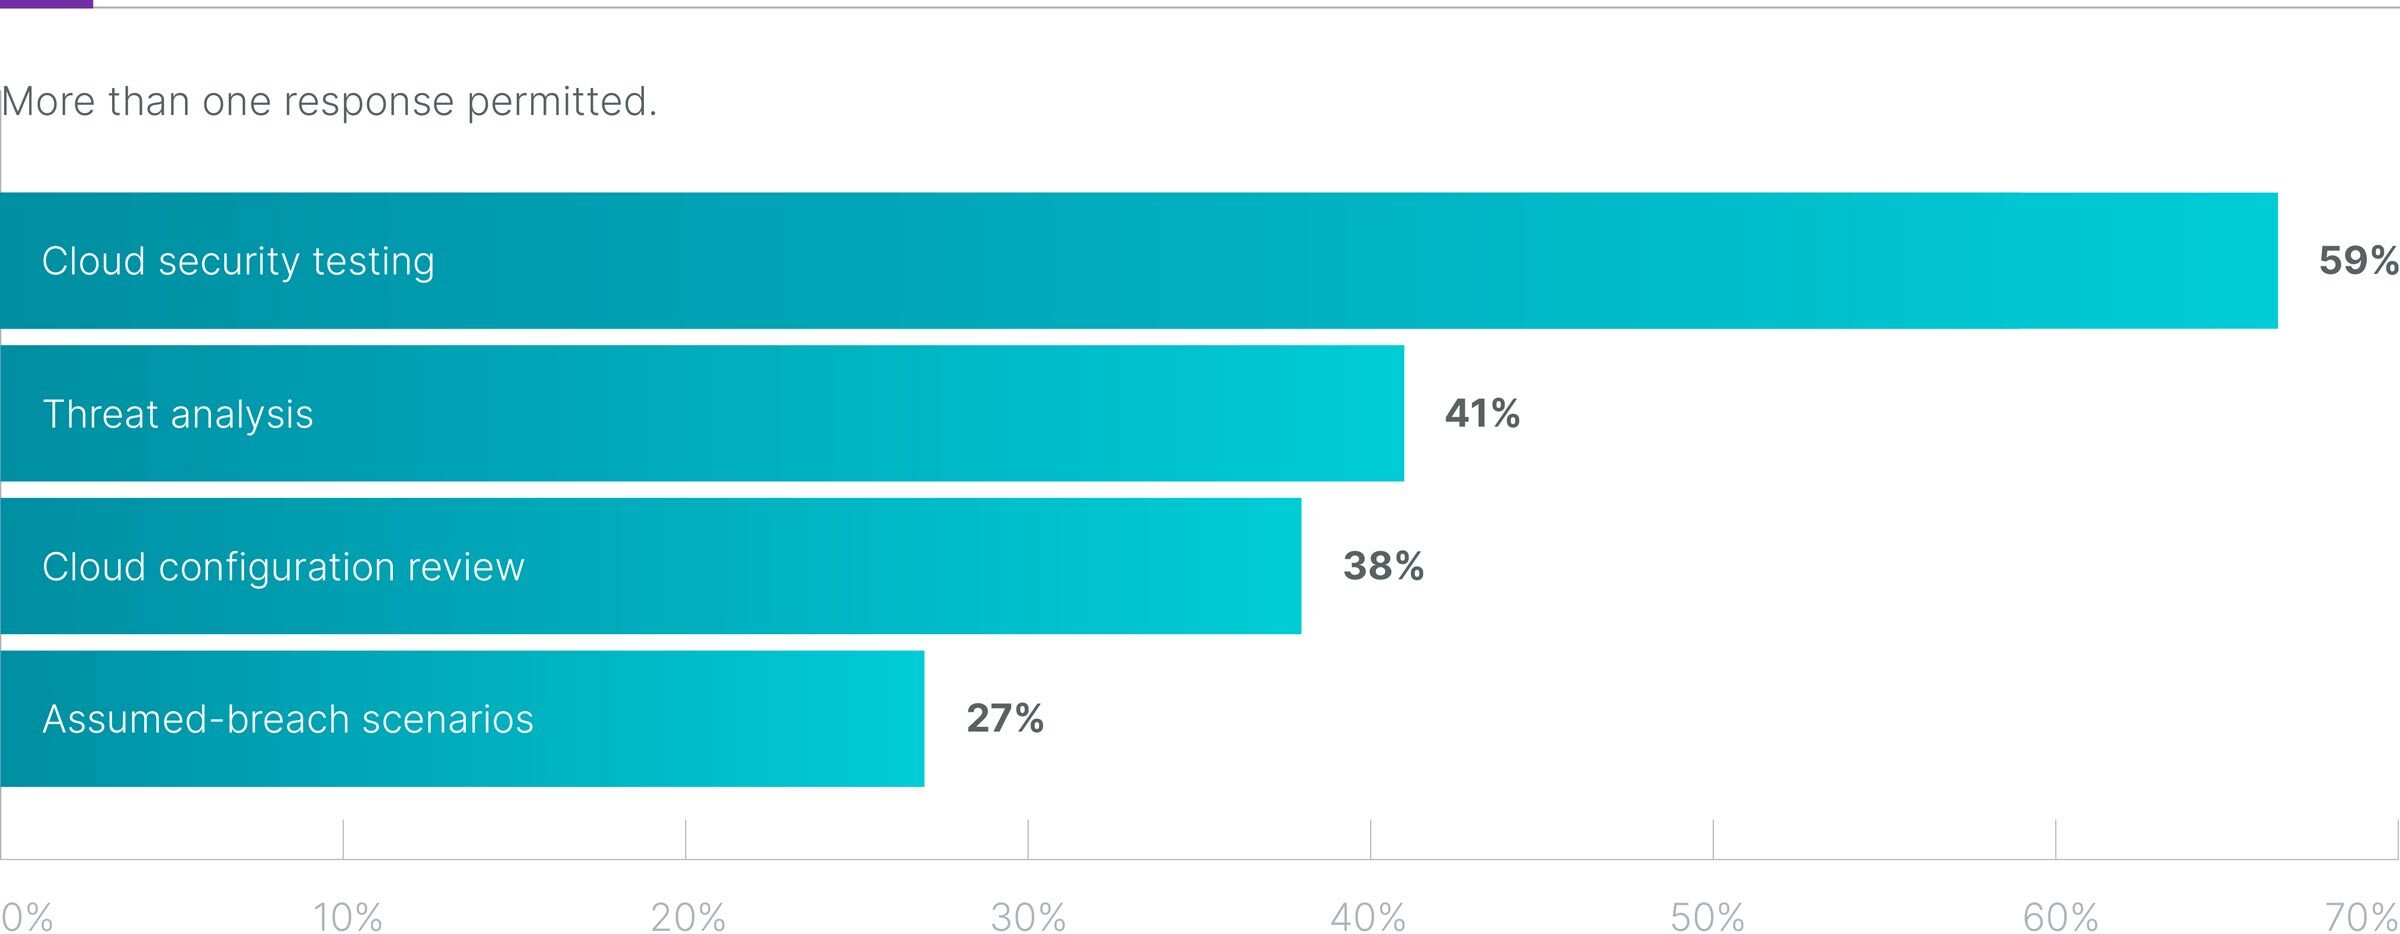 More than one response permitted.
Cloud security testing 59%
Threat analysis 41%
Cloud configuration review 38%
Assumed-breach scenarios 27%
0% 10% 20% 30% 40% 50% 60% 70%